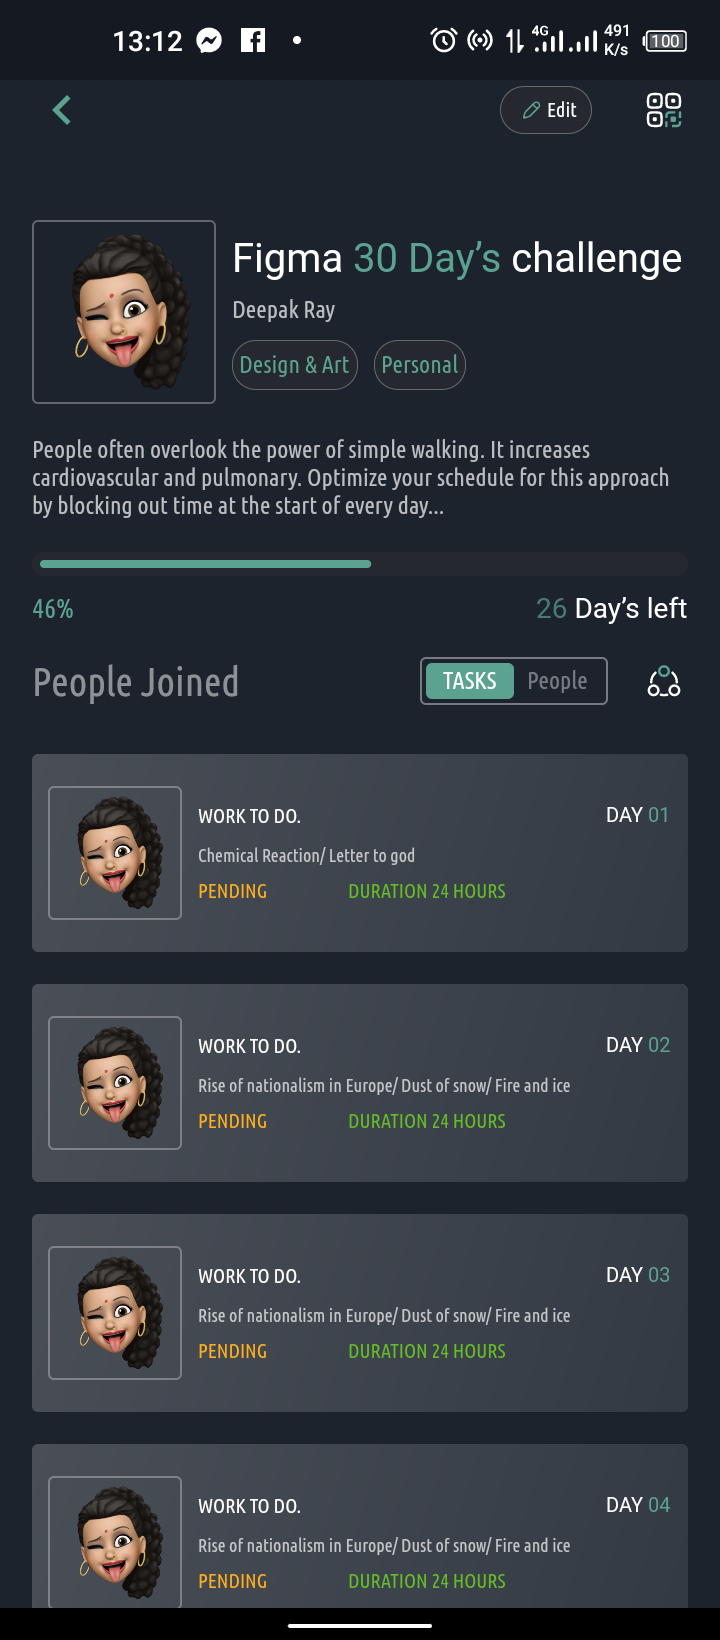 13:12
4G
491
K/s
100
Edit
Figma 30 Day’s challenge
Deepak Ray
Design & Art
Personal
People often overlook the power of simple walking. It increases
cardiovascular and pulmonary. Optimize your schedule for this approach
by blocking out time at the start of every day...
46%
26 Day’s left
People Joined
TASKS
People
WORK TO DO.
DAY 01
Chemical Reaction/ Letter to god
PENDING
DURATION 24 HOURS
WORK TO DO.
DAY 02
Rise of nationalism in Europe/ Dust of snow/ Fire and ice
PENDING
DURATION 24 HOURS
WORK TO DO.
DAY 03
Rise of nationalism in Europe/ Dust of snow/ Fire and ice
PENDING
DURATION 24 HOURS
WORK TO DO.
DAY 04
Rise of nationalism in Europe/ Dust of snow/ Fire and ice
PENDING
DURATION 24 HOURS